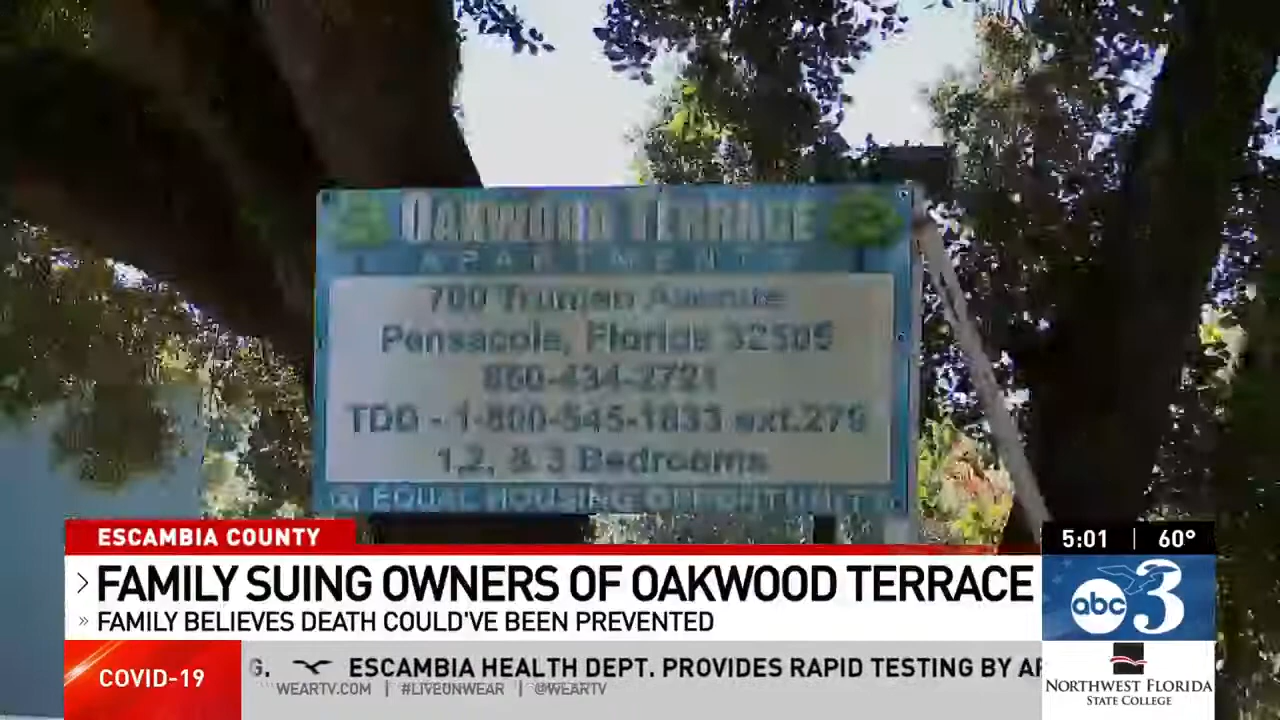 OAKWOOD TERRACE
APARTMENTS
700 Truman Avenue
Pensacola, Florida 32505
850-434-2721
TDD - 1-800-545-1833 ext.279
1,2, & 3 Bedrooms
EQUAL HOUSING OPPORTUNITY
ESCAMBIA COUNTY
FAMILY SUING OWNERS OF OAKWOOD TERRACE
FAMILY BELIEVES DEATH COULD'VE BEEN PREVENTED
5:01 | 60°
abc 3
COVID-19
G. ESCAMBIA HEALTH DEPT. PROVIDES RAPID TESTING BY AP
WEARTV.COM | #LIVEONWEAR | @WEARTV
NORTHWEST FLORIDA
STATE COLLEGE